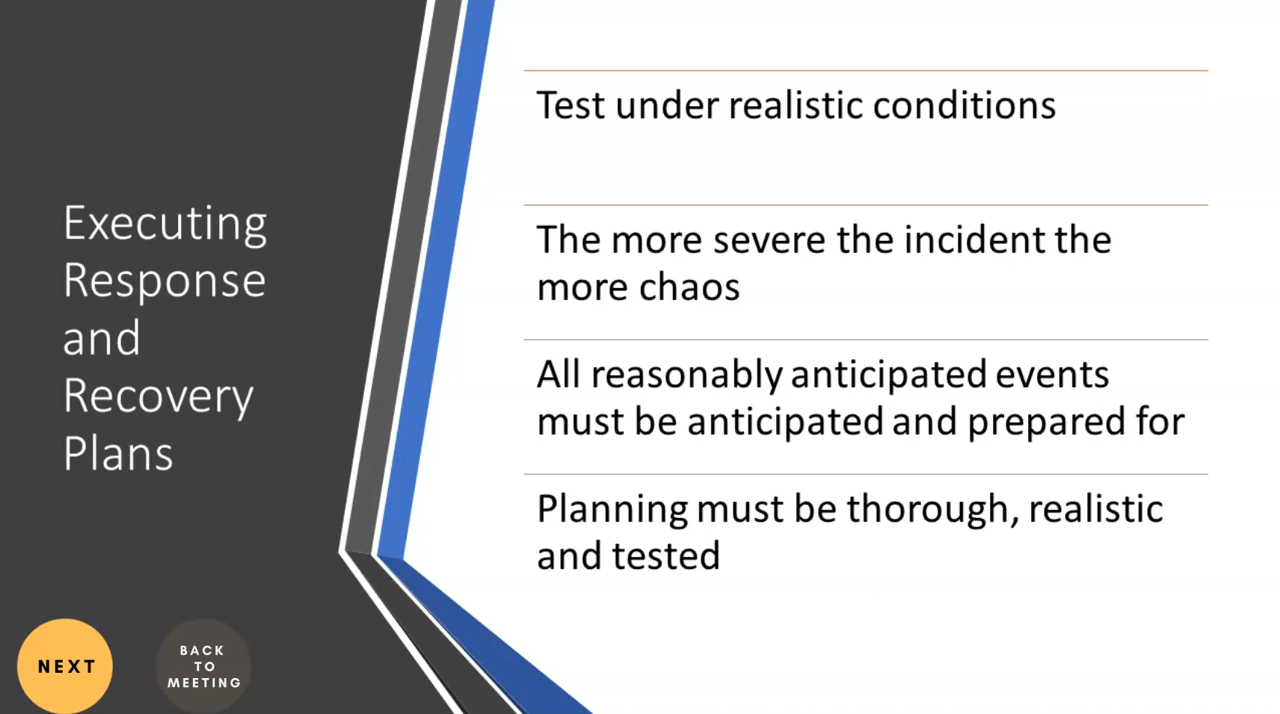 Executing
Response
and
Recovery
Plans
Test under realistic conditions
The more severe the incident the
more chaos
All reasonably anticipated events
must be anticipated and prepared for
Planning must be thorough, realistic
and tested
NEXT
BACK
TO
MEETING